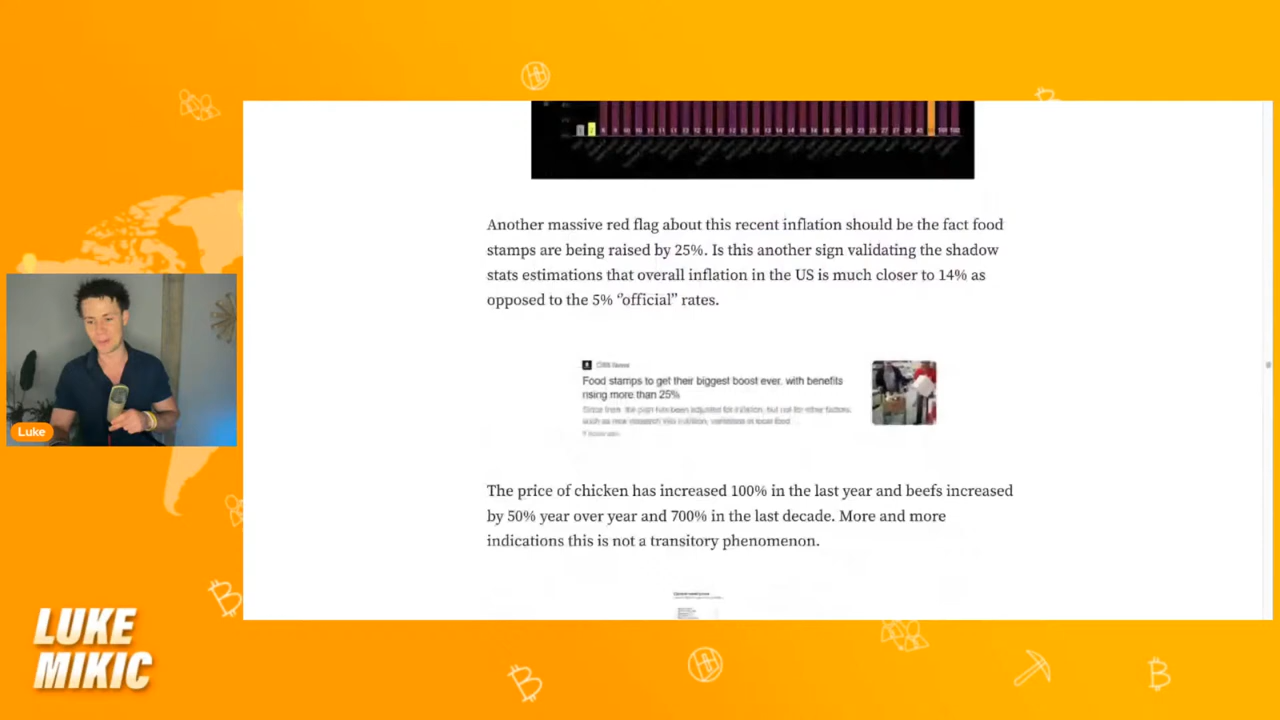 Another massive red flag about this recent inflation should be the fact food
stamps are being raised by 25%. Is this another sign validating the shadow
stats estimations that overall inflation in the US is much closer to 14% as
opposed to the 5% “official” rates.
CBS News
Food stamps to get their biggest boost ever, with benefits
rising more than 25%
The price of chicken has increased 100% in the last year and beefs increased
by 50% year over year and 700% in the last decade. More and more
indications this is not a transitory phenomenon.
Luke
LUKE
MIKIC